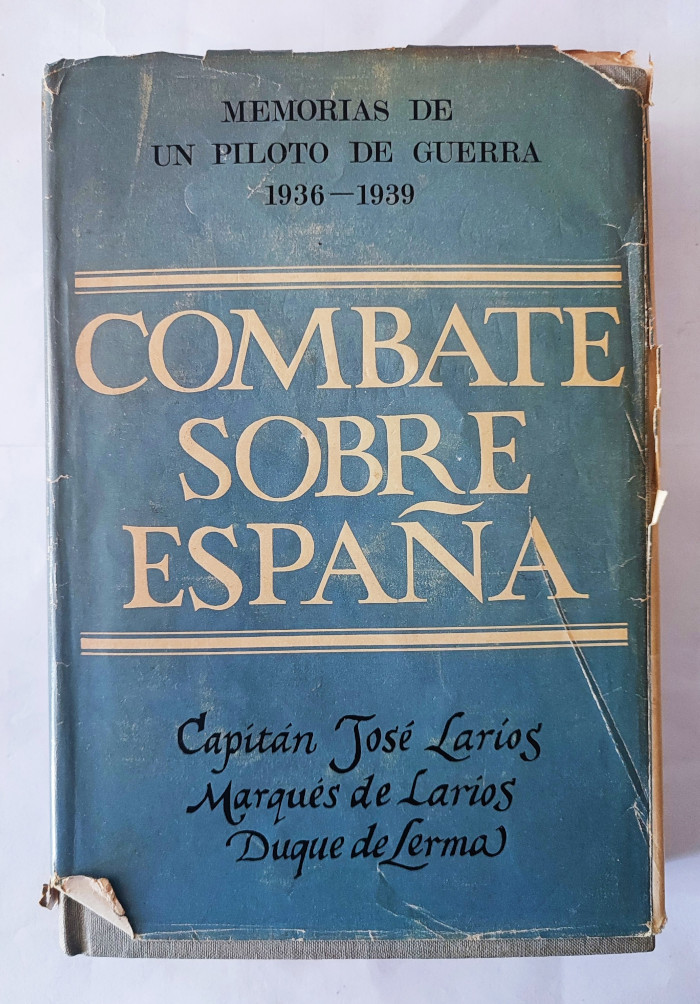 MEMORIAS DE
UN PILOTO DE GUERRA
1936—1939
COMBATE
SOBRE
ESPAÑA
Capitán José Larios
Marqués de Larios
Duque de Lerma